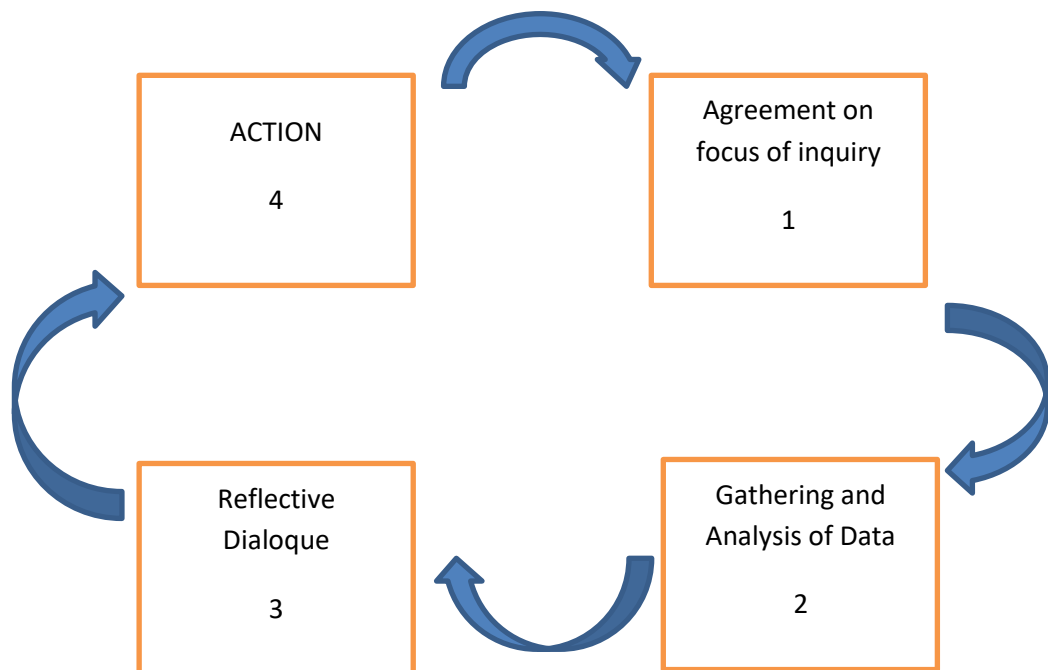 ACTION
4
Agreement on
focus of inquiry
1
Reflective
Dialoque
3
Gathering and
Analysis of Data
2